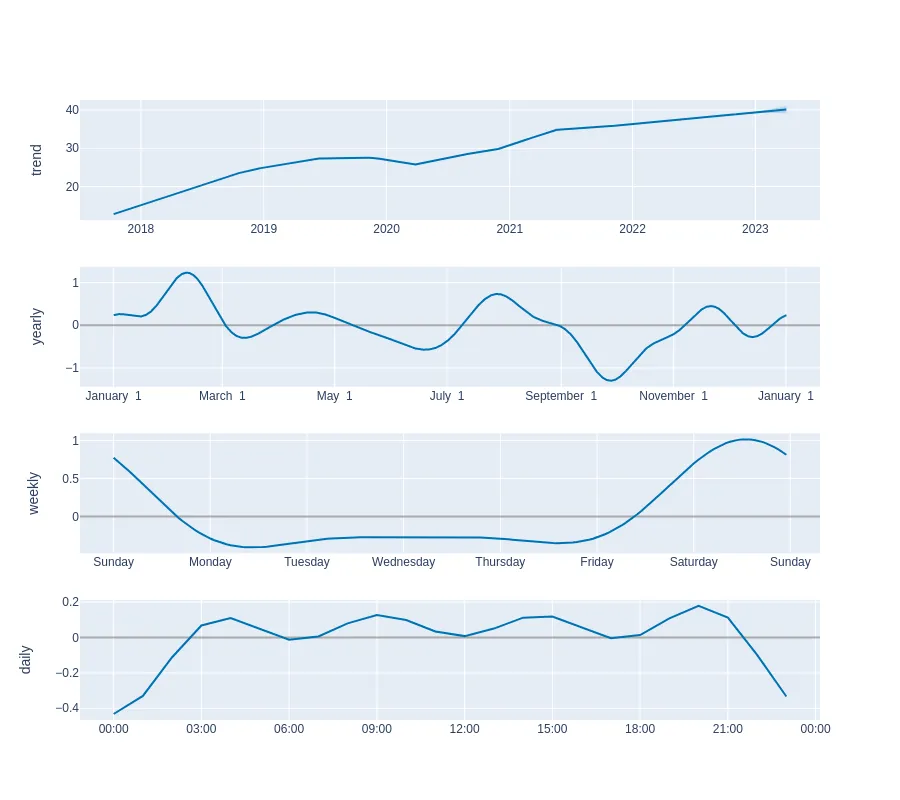 trend
40
30
20
2018 2019 2020 2021 2022 2023
yearly
1
0
−1
January 1 March 1 May 1 July 1 September 1 November 1 January 1
weekly
1
0.5
0
Sunday Monday Tuesday Wednesday Thursday Friday Saturday Sunday
daily
0.2
0
−0.2
−0.4
00:00 03:00 06:00 09:00 12:00 15:00 18:00 21:00 00:00